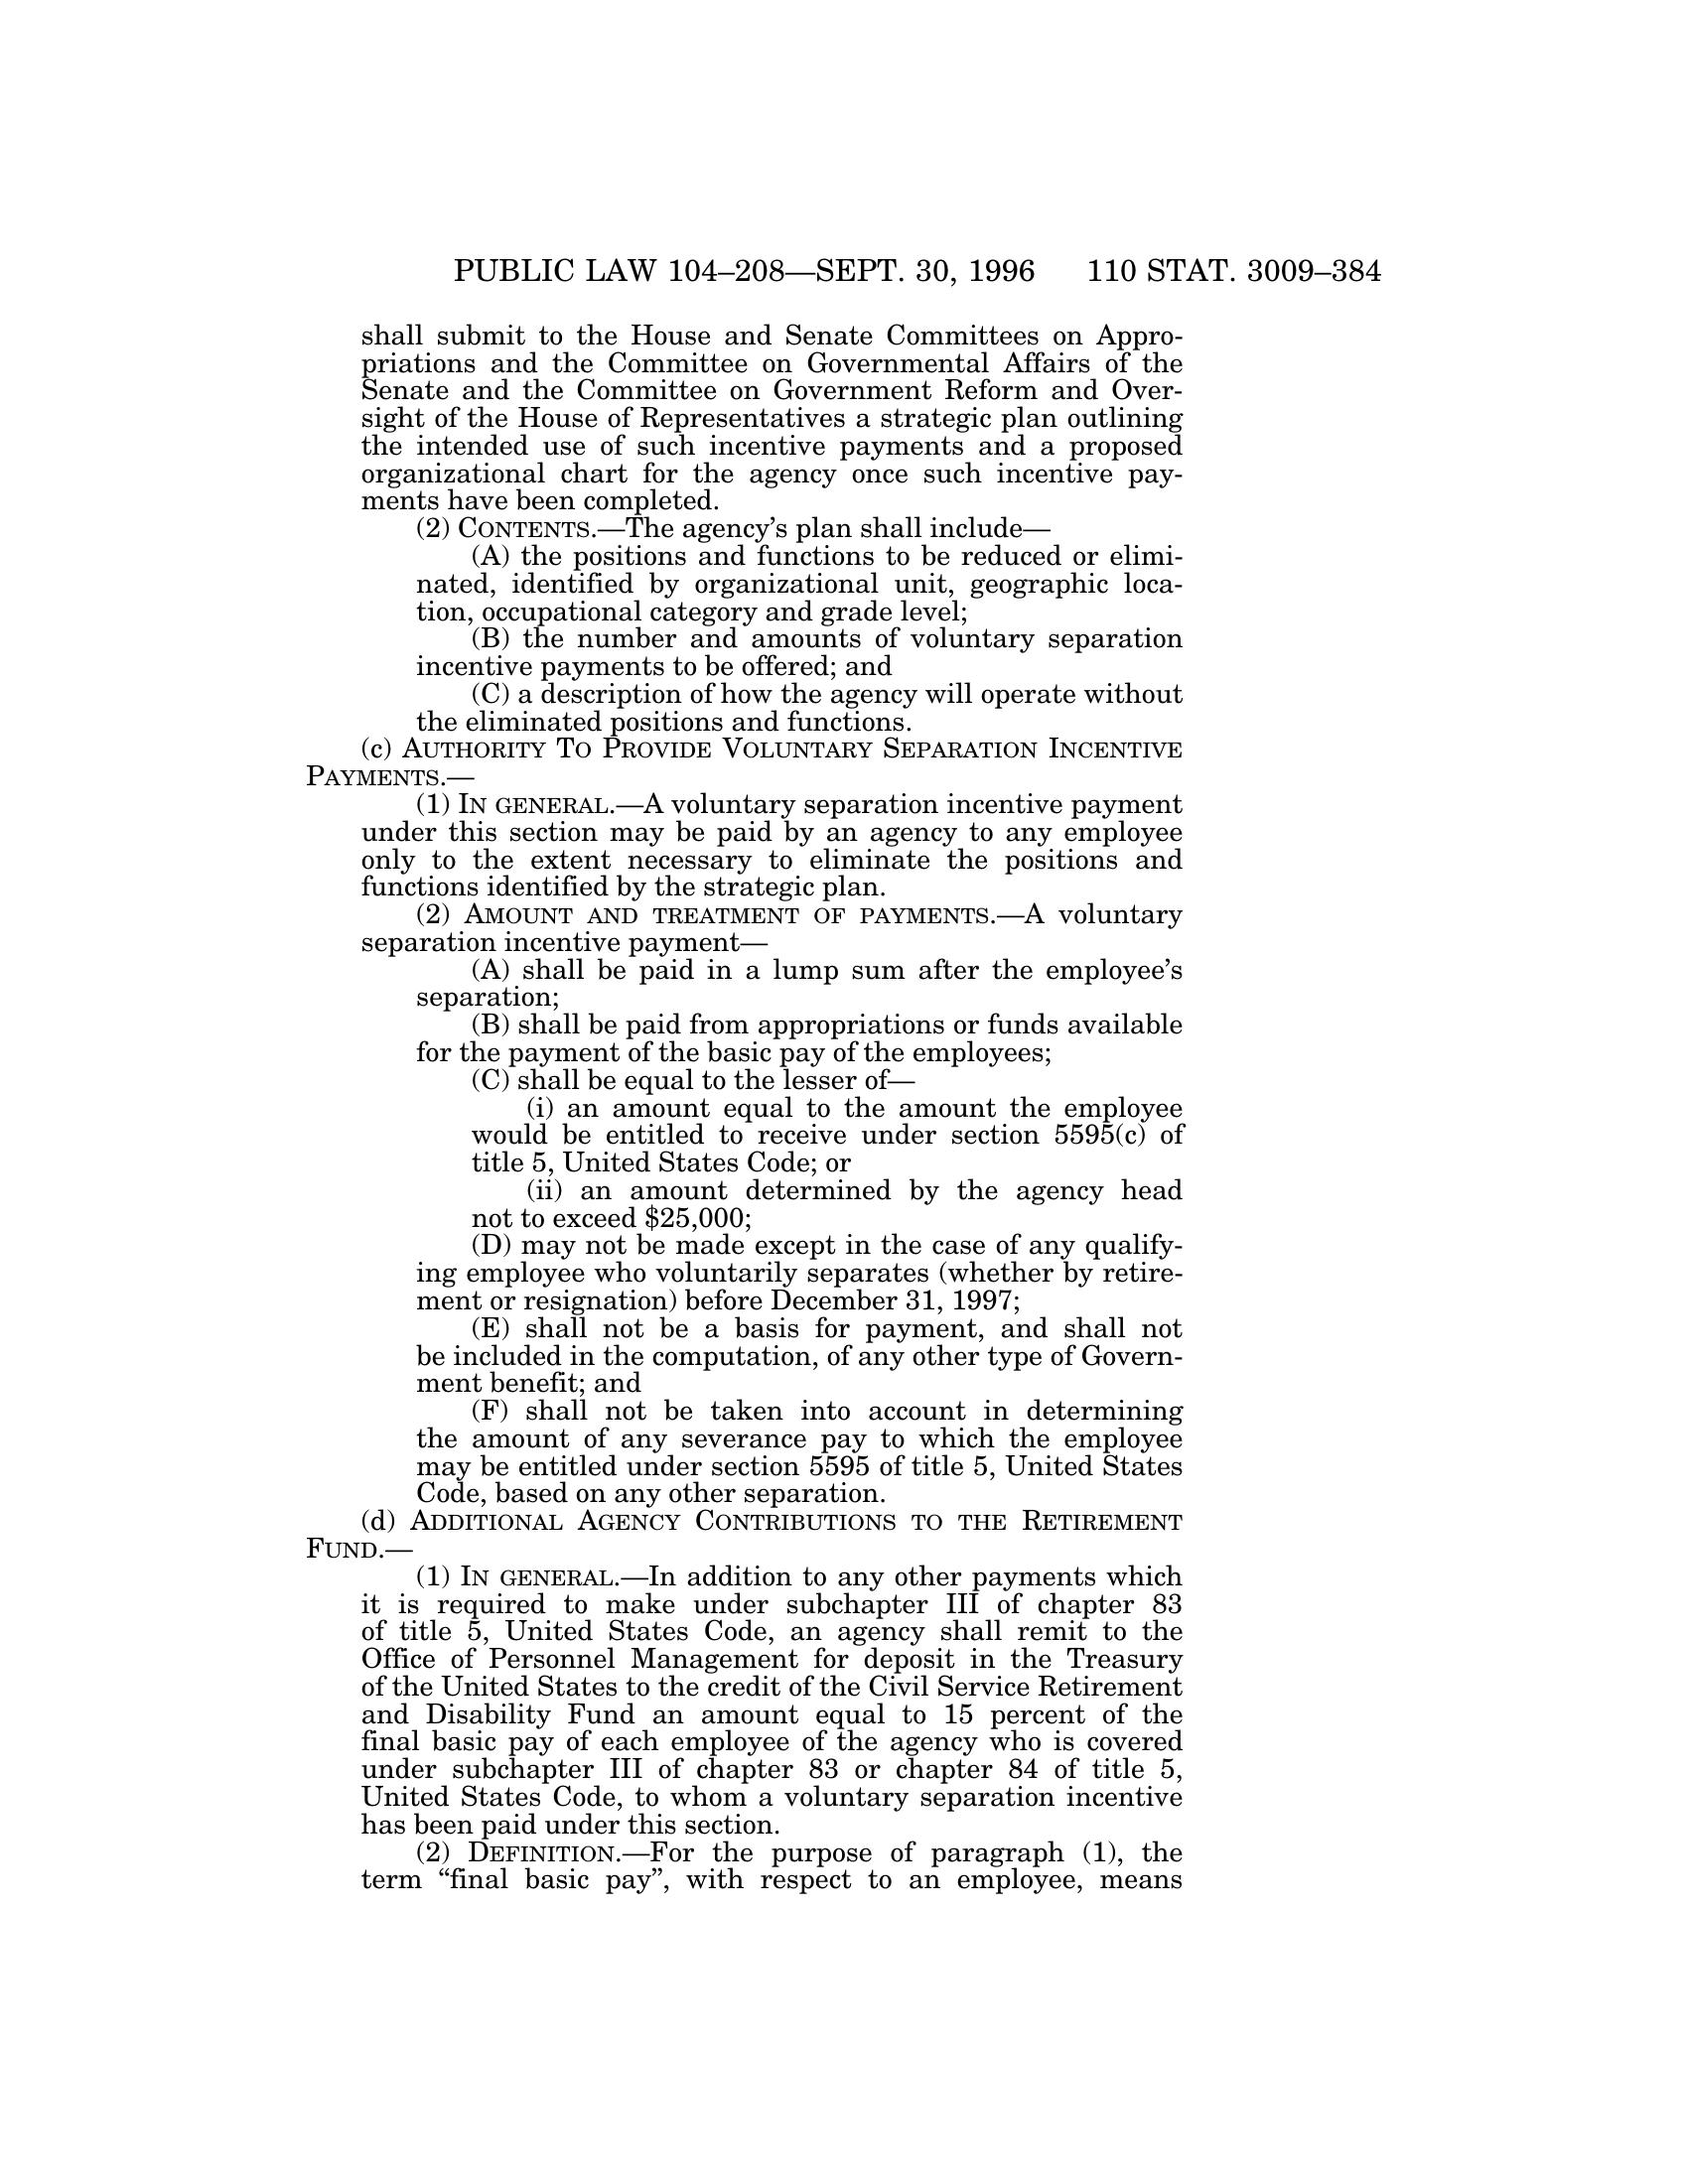 PUBLIC LAW 104–208—SEPT. 30, 1996 110 STAT. 3009–384
shall submit to the House and Senate Committees on Appro-
priations and the Committee on Governmental Affairs of the
Senate and the Committee on Government Reform and Over-
sight of the House of Representatives a strategic plan outlining
the intended use of such incentive payments and a proposed
organizational chart for the agency once such incentive pay-
ments have been completed.
(2) CONTENTS.—The agency’s plan shall include—
(A) the positions and functions to be reduced or elimi-
nated, identified by organizational unit, geographic loca-
tion, occupational category and grade level;
(B) the number and amounts of voluntary separation
incentive payments to be offered; and
(C) a description of how the agency will operate without
the eliminated positions and functions.
(c) AUTHORITY TO PROVIDE VOLUNTARY SEPARATION INCENTIVE
PAYMENTS.—
(1) IN GENERAL.—A voluntary separation incentive payment
under this section may be paid by an agency to any employee
only to the extent necessary to eliminate the positions and
functions identified by the strategic plan.
(2) AMOUNT AND TREATMENT OF PAYMENTS.—A voluntary
separation incentive payment—
(A) shall be paid in a lump sum after the employee’s
separation;
(B) shall be paid from appropriations or funds available
for the payment of the basic pay of the employees;
(C) shall be equal to the lesser of—
(i) an amount equal to the amount the employee
would be entitled to receive under section 5595(c) of
title 5, United States Code; or
(ii) an amount determined by the agency head
not to exceed $25,000;
(D) may not be made except in the case of any qualify-
ing employee who voluntarily separates (whether by retire-
ment or resignation) before December 31, 1997;
(E) shall not be a basis for payment, and shall not
be included in the computation, of any other type of Govern-
ment benefit; and
(F) shall not be taken into account in determining
the amount of any severance pay to which the employee
may be entitled under section 5595 of title 5, United States
Code, based on any other separation.
(d) ADDITIONAL AGENCY CONTRIBUTIONS TO THE RETIREMENT
FUND.—
(1) IN GENERAL.—In addition to any other payments which
it is required to make under subchapter III of chapter 83
of title 5, United States Code, an agency shall remit to the
Office of Personnel Management for deposit in the Treasury
of the United States to the credit of the Civil Service Retirement
and Disability Fund an amount equal to 15 percent of the
final basic pay of each employee of the agency who is covered
under subchapter III of chapter 83 or chapter 84 of title 5,
United States Code, to whom a voluntary separation incentive
has been paid under this section.
(2) DEFINITION.—For the purpose of paragraph (1), the
term “final basic pay”, with respect to an employee, means